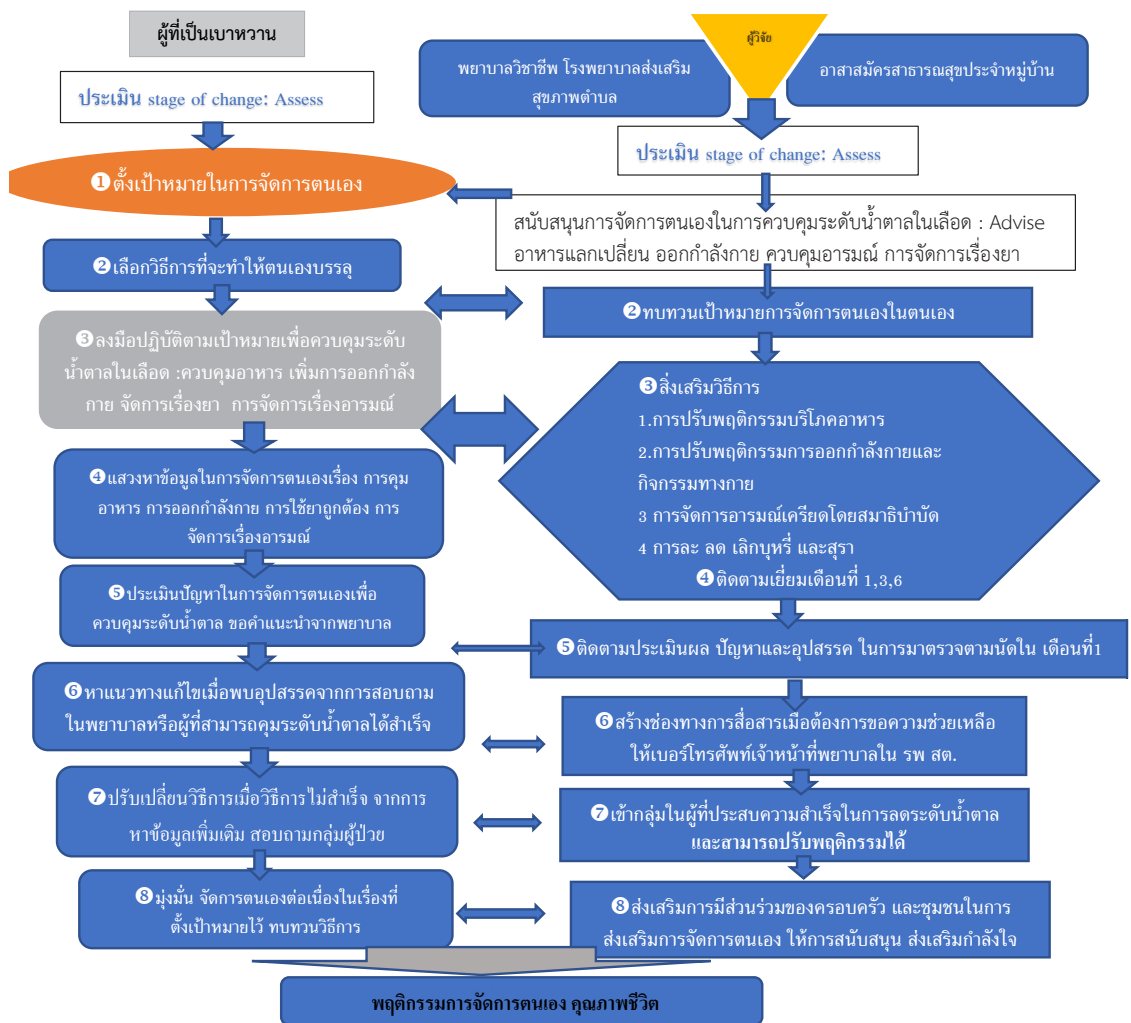 ผู้ที่เป็นเบาหวาน
ประเมิน stage of change: Assess
❶ตั้งเป้าหมายในการจัดการตนเอง
❷เลือกวิธีการที่จะทำให้ตนเองบรรลุ
❸ลงมือปฏิบัติตามเป้าหมายเพื่อควบคุมระดับ
น้ำตาลในเลือด :ควบคุมอาหาร เพิ่มการออกกำลัง
กาย จัดการเรื่องยา การจัดการเรื่องอารมณ์
❹แสวงหาข้อมูลในการจัดการตนเองเรื่อง การคุม
อาหาร การออกกำลังกาย การใช้ยาถูกต้อง การ
จัดการเรื่องอารมณ์
❺ประเมินปัญหาในการจัดการตนเองเพื่อ
ควบคุมระดับน้ำตาล ขอคำแนะนำจากพยาบาล
❻หาแนวทางแก้ไขเมื่อพบอุปสรรคจากการสอบถาม
ในพยาบาลหรือผู้ที่สามารถคุมระดับน้ำตาลได้สำเร็จ
❼ปรับเปลี่ยนวิธีการเมื่อวิธีการไม่สำเร็จ จากการ
หาข้อมูลเพิ่มเติม สอบถามกลุ่มผู้ป่วย
❽มุ่งมั่น จัดการตนเองต่อเนื่องในเรื่องที่
ตั้งเป้าหมายไว้ ทบทวนวิธีการ
ผู้วิจัย
พยาบาลวิชาชีพ โรงพยาบาลส่งเสริม
สุขภาพตำบล
อาสาสมัครสาธารณสุขประจำหมู่บ้าน
ประเมิน stage of change: Assess
สนับสนุนการจัดการตนเองในการควบคุมระดับน้ำตาลในเลือด : Advise
อาหารแลกเปลี่ยน ออกกำลังกาย ควบคุมอารมณ์ การจัดการเรื่องยา
❷ทบทวนเป้าหมายการจัดการตนเองในตนเอง
❸สิ่งเสริมวิธีการ
1.การปรับพฤติกรรมบริโภคอาหาร
2.การปรับพฤติกรรมการออกกำลังกายและ
กิจกรรมทางกาย
3 การจัดการอารมณ์เครียดโดยสมาธิบำบัด
4 การละ ลด เลิกบุหรี่ และสุรา
❹ติดตามเยี่ยมเดือนที่ 1,3,6
❺ติดตามประเมินผล ปัญหาและอุปสรรค ในการมาตรวจตามนัดใน เดือนที่1
❻สร้างช่องทางการสื่อสารเมื่อต้องการขอความช่วยเหลือ
ให้เบอร์โทรศัพท์เจ้าหน้าที่พยาบาลใน รพ สต.
❼เข้ากลุ่มในผู้ที่ประสบความสำเร็จในการลดระดับน้ำตาล
และสามารถปรับพฤติกรรมได้
❽ส่งเสริมการมีส่วนร่วมของครอบครัว และชุมชนในการ
ส่งเสริมการจัดการตนเอง ให้การสนับสนุน ส่งเสริมกำลังใจ
พฤติกรรมการจัดการตนเอง คุณภาพชีวิต